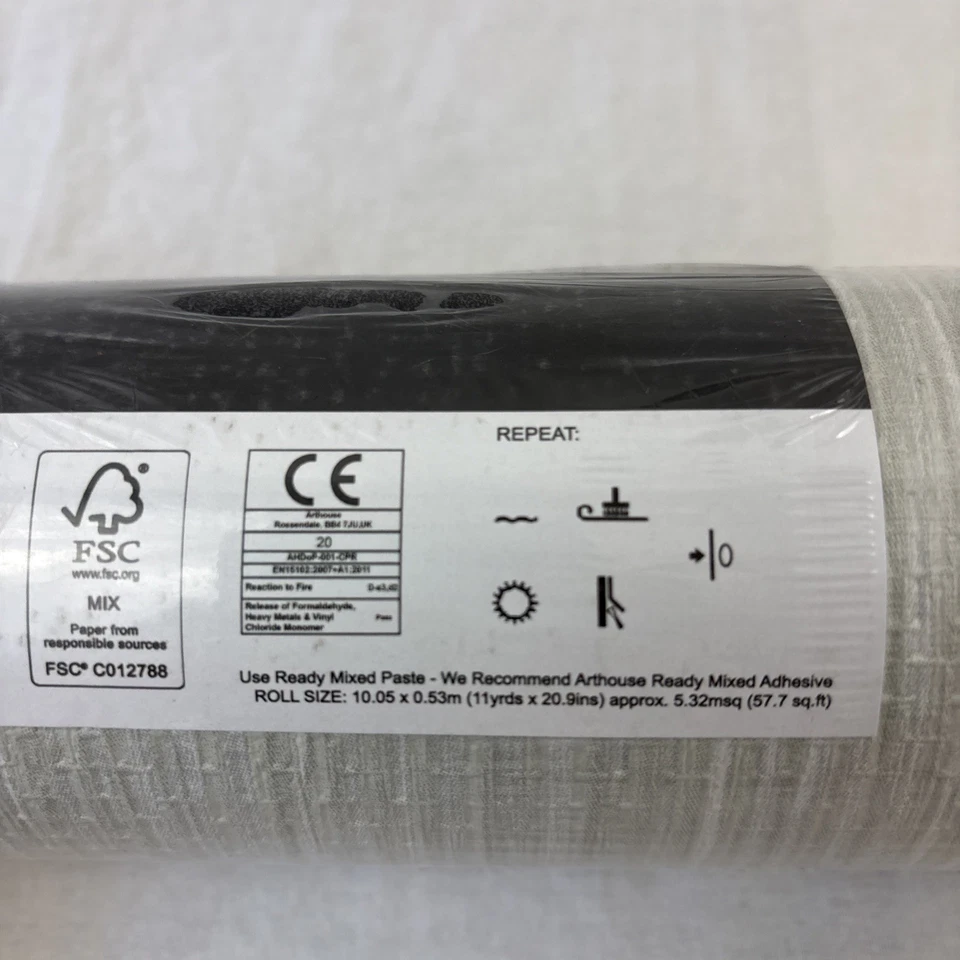 FSC®
www.fsc.org
MIX
Paper from
responsible sources
FSC® C012788
CE
Arthouse
Rossendale, BB4 7JU,UK
20
AHDoP-001-CPR
EN15102:2007+A1:2011
Reaction to Fire
Release of Formaldehyde,
Heavy Metals & Vinyl
Chloride Monomer
Pass
REPEAT:
0
Use Ready Mixed Paste - We Recommend Arthouse Ready Mixed Adhesive
ROLL SIZE: 10.05 x 0.53m (11yrds x 20.9ins) approx. 5.32msq (57.7 sq.ft)